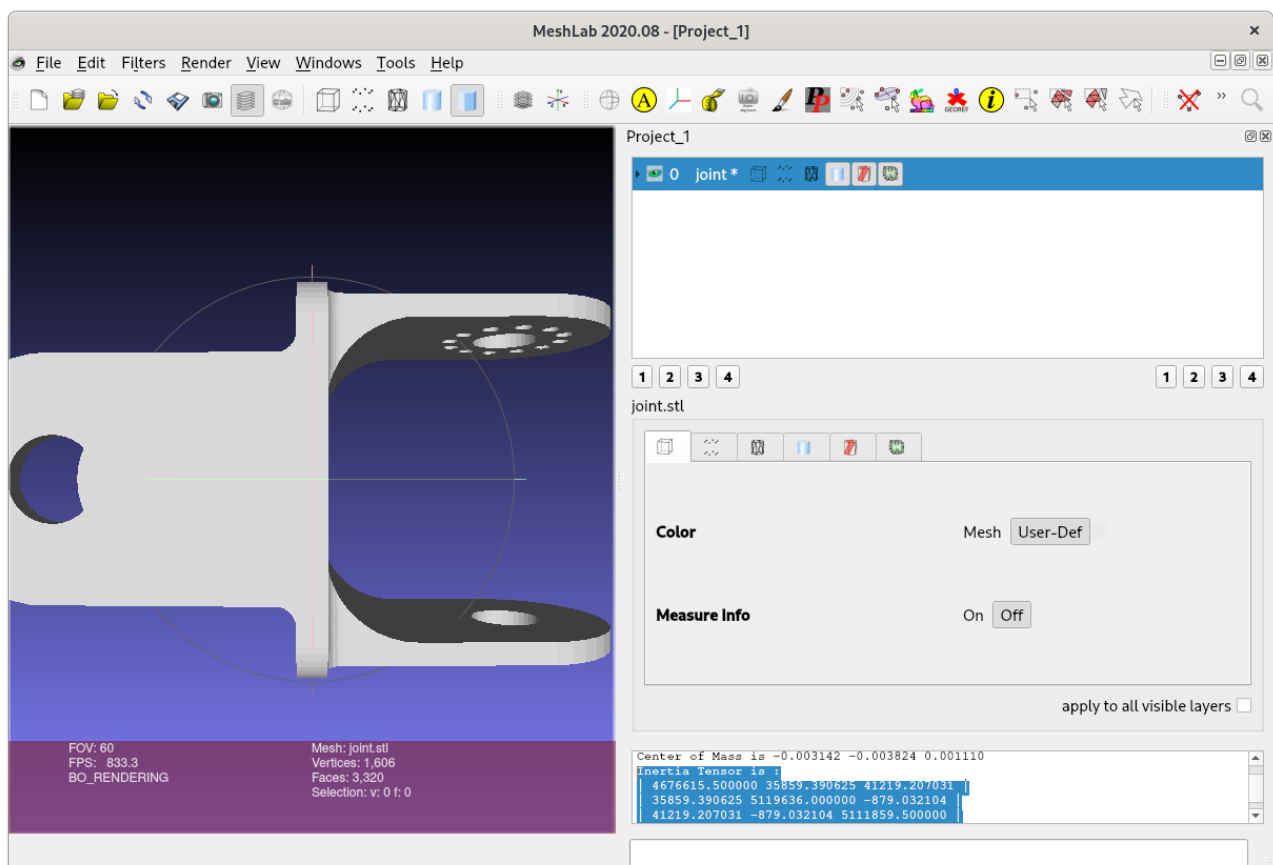 MeshLab 2020.08 - [Project_1]
File Edit Filters Render View Windows Tools Help
A Pp GEOREF i »
Project_1
0 joint *
1 2 3 4 1 2 3 4
joint.stl
Color Mesh User-Def
Measure Info On Off
apply to all visible layers
FOV: 60
FPS: 833.3
BO_RENDERING
Mesh: joint.stl
Vertices: 1,606
Faces: 3,320
Selection: v: 0 f: 0
Center of Mass is -0.003142 -0.003824 0.001110
Inertia Tensor is :
| 4676615.500000 35859.390625 41219.207031 |
| 35859.390625 5119636.000000 -879.032104 |
| 41219.207031 -879.032104 5111859.500000 |